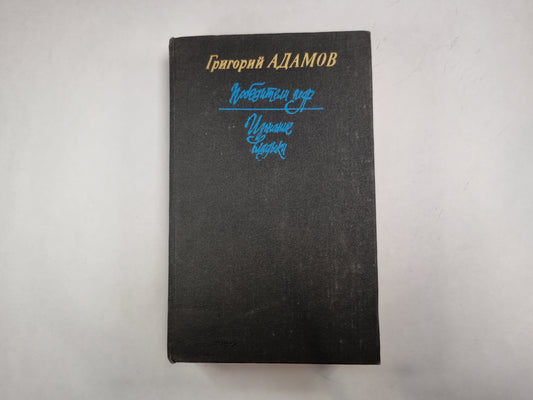 Григорий АДАМОВ
Победители недр
Изгнание
владыки